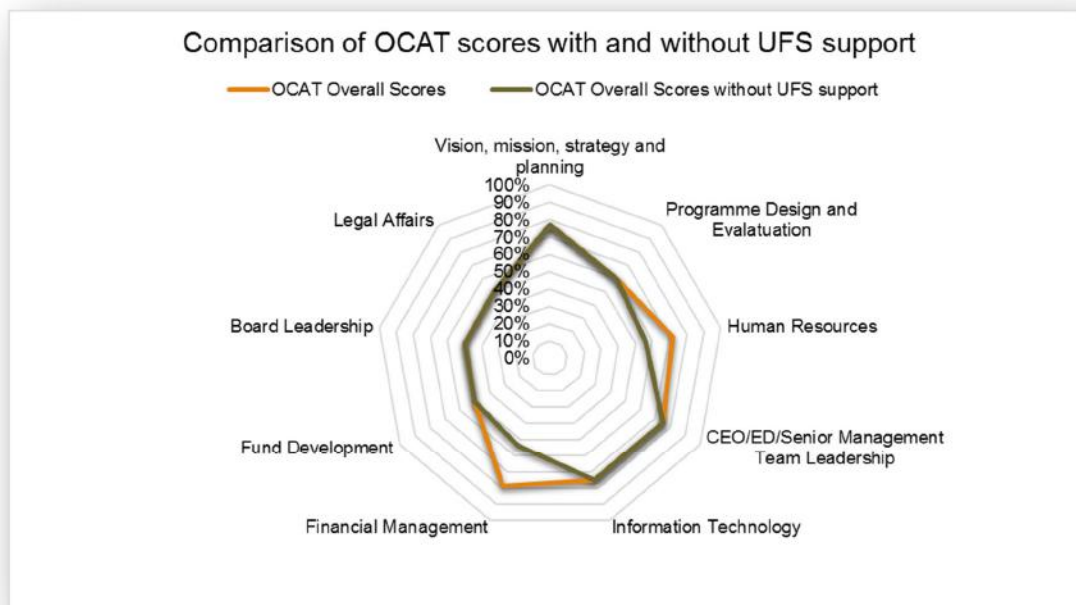 Comparison of OCAT scores with and without UFS support
OCAT Overall Scores
OCAT Overall Scores without UFS support
Vision, mission, strategy and
planning
100%
90%
80%
70%
60%
50%
40%
30%
20%
10%
0%
Programme Design and
Evalatuation
Human Resources
CEO/ED/Senior Management
Team Leadership
Information Technology
Financial Management
Fund Development
Board Leadership
Legal Affairs